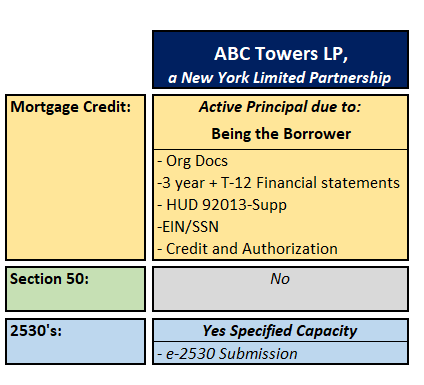 ABC Towers LP,
a New York Limited Partnership
Mortgage Credit:
Active Principal due to:
Being the Borrower
- Org Docs
-3 year + T-12 Financial statements
- HUD 92013-Supp
-EIN/SSN
- Credit and Authorization
Section 50:
No
2530's:
Yes Specified Capacity
- e-2530 Submission